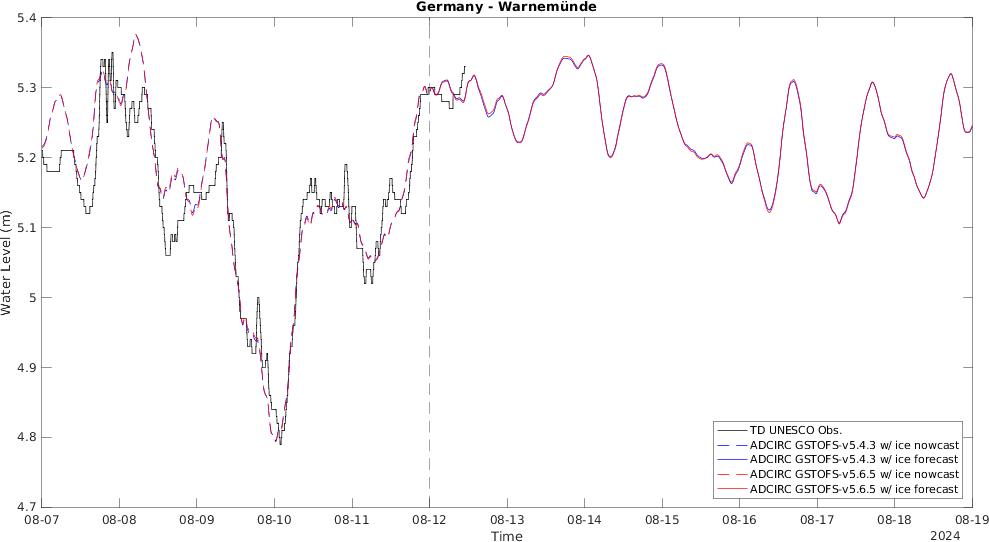 Germany - Warnemünde
5.4
5.3
5.2
5.1
5
4.9
4.8
4.7
Water Level (m)
TD UNESCO Obs.
ADCIRC GSTOFS-v5.4.3 w/ ice nowcast
ADCIRC GSTOFS-v5.4.3 w/ ice forecast
ADCIRC GSTOFS-v5.6.5 w/ ice nowcast
ADCIRC GSTOFS-v5.6.5 w/ ice forecast
08-07 08-08 08-09 08-10 08-11 08-12 08-13 08-14 08-15 08-16 08-17 08-18 08-19
Time
2024